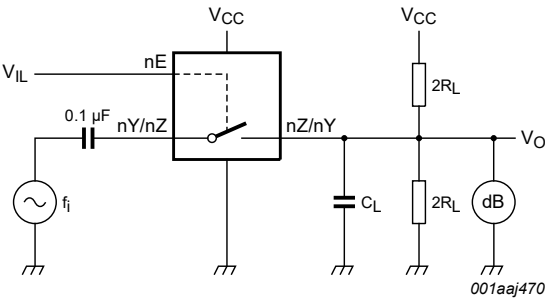 VCC
VCC
VIL
nE
2RL
0.1 µF
nY/nZ
nZ/nY
VO
fi
CL
2RL
dB
001aaj470